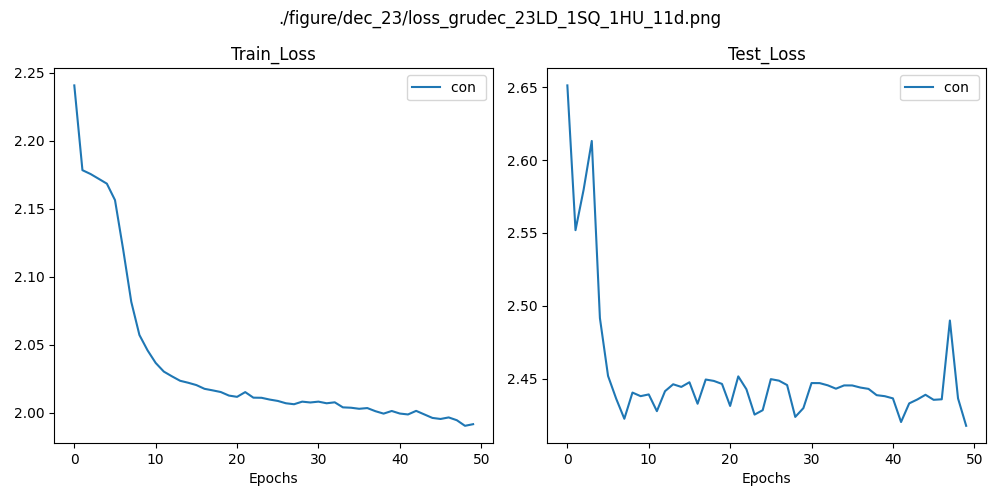 ./figure/dec_23/loss_grudec_23LD_1SQ_1HU_11d.png
Train_Loss
con
2.25
2.20
2.15
2.10
2.05
2.00
0 10 20 30 40 50
Epochs
Test_Loss
con
2.65
2.60
2.55
2.50
2.45
0 10 20 30 40 50
Epochs